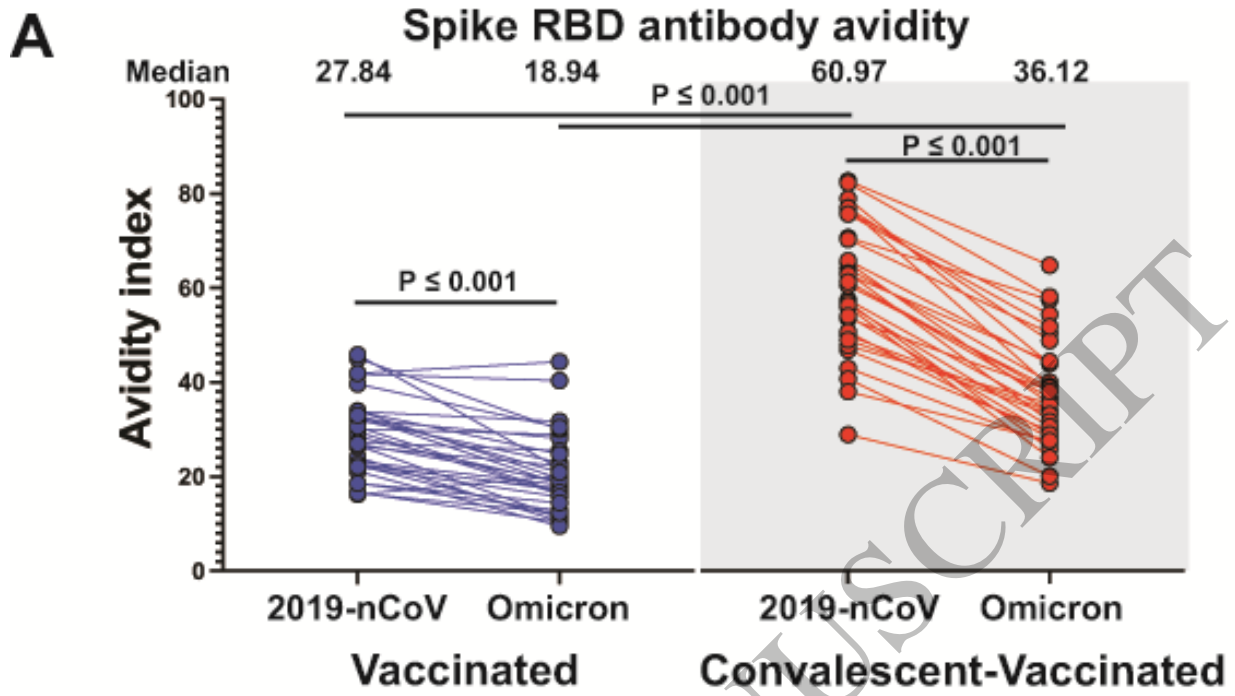 A
Spike RBD antibody avidity
Median 27.84 18.94 60.97 36.12
P ≤ 0.001
P ≤ 0.001
P ≤ 0.001
Avidity index
100
80
60
40
20
0
2019-nCoV Omicron 2019-nCoV Omicron
Vaccinated Convalescent-Vaccinated
USCRIPT